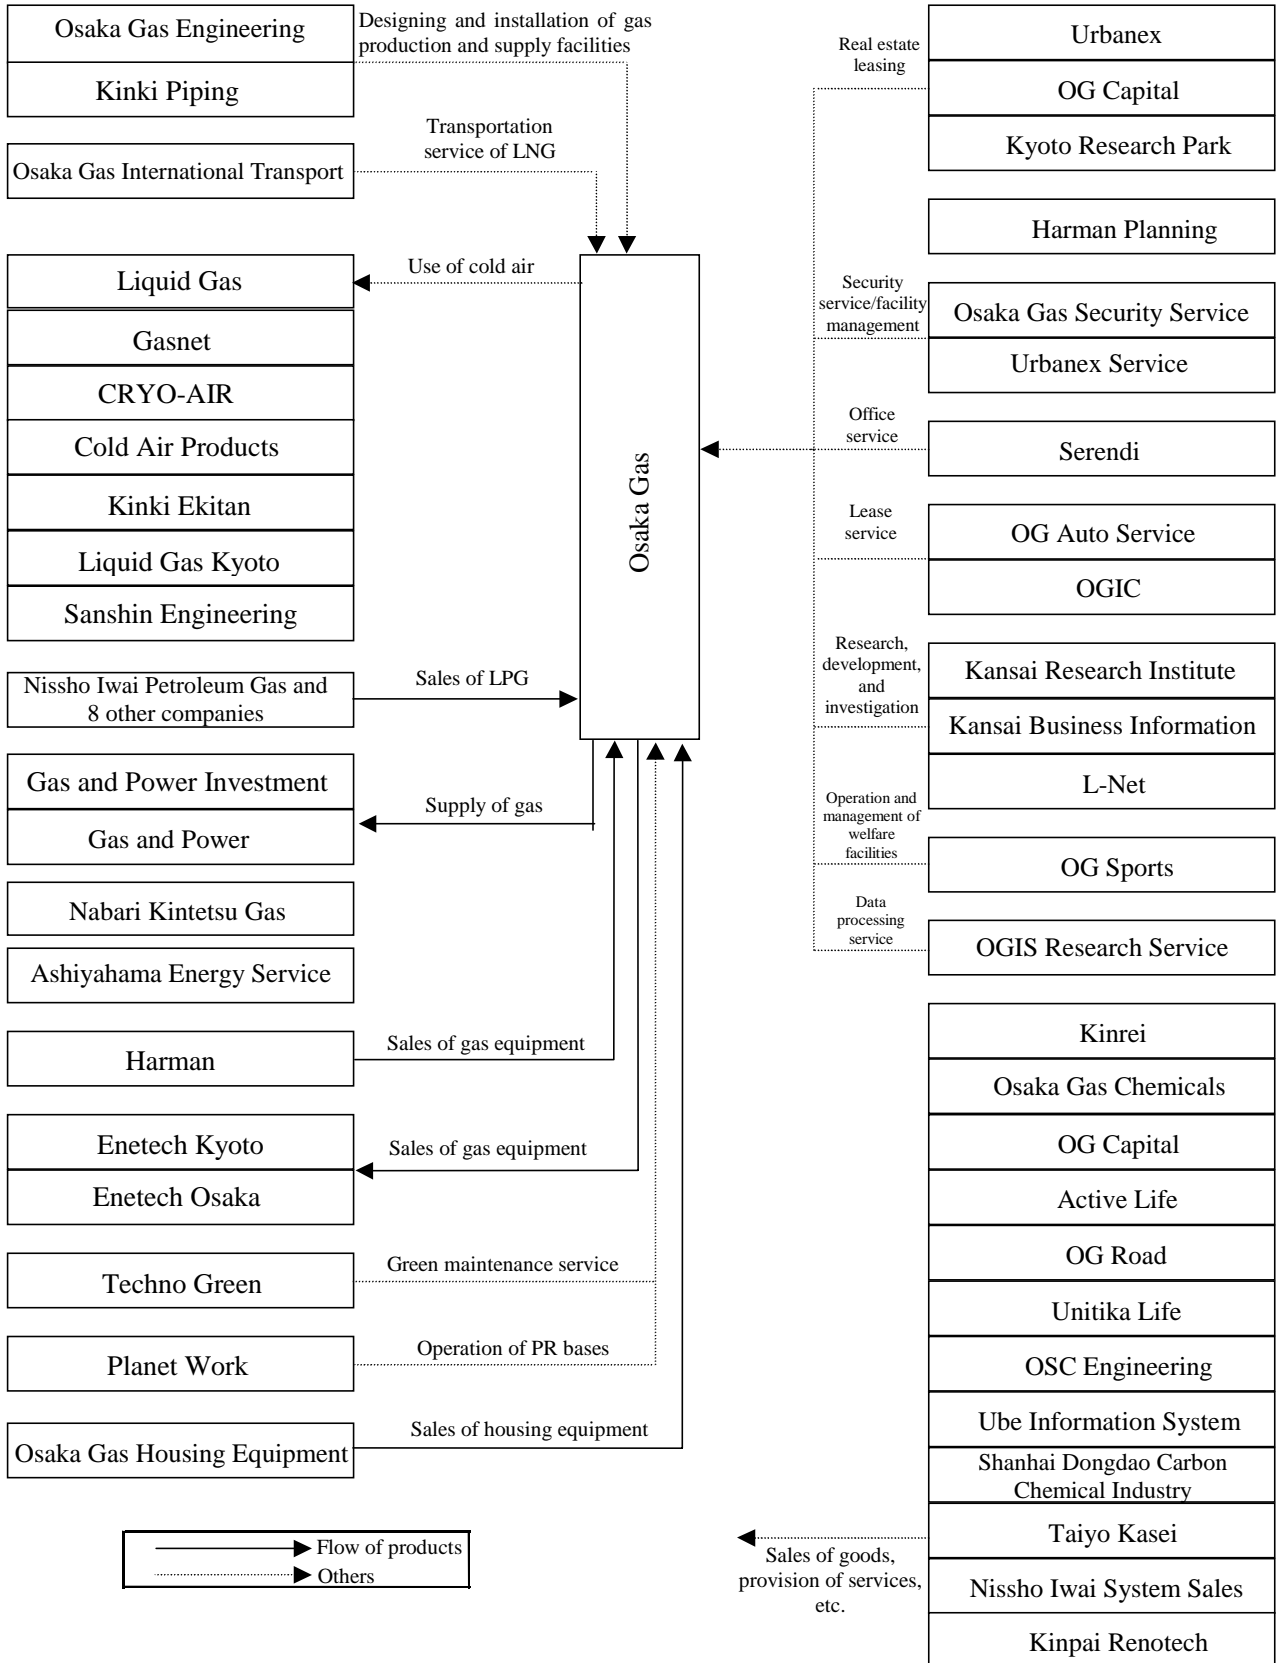 Osaka Gas Engineering
Kinki Piping
Designing and installation of gas
production and supply facilities
Osaka Gas International Transport
Transportation
service of LNG
Liquid Gas
Gasnet
CRYO-AIR
Cold Air Products
Kinki Ekitan
Liquid Gas Kyoto
Sanshin Engineering
Use of cold air
Nissho Iwai Petroleum Gas and
8 other companies
Sales of LPG
Gas and Power Investment
Gas and Power
Supply of gas
Nabari Kintetsu Gas
Ashiyahama Energy Service
Harman
Sales of gas equipment
Enetech Kyoto
Enetech Osaka
Sales of gas equipment
Techno Green
Green maintenance service
Planet Work
Operation of PR bases
Osaka Gas Housing Equipment
Sales of housing equipment
Flow of products
Others
Osaka Gas
Real estate
leasing
Urbanex
OG Capital
Kyoto Research Park
Harman Planning
Security
service/facility
management
Osaka Gas Security Service
Urbanex Service
Office
service
Serendi
Lease
service
OG Auto Service
OGIC
Research,
development,
and
investigation
Kansai Research Institute
Kansai Business Information
L-Net
Operation and
management of
welfare
facilities
OG Sports
Data
processing
service
OGIS Research Service
Kinrei
Osaka Gas Chemicals
OG Capital
Active Life
OG Road
Unitika Life
OSC Engineering
Ube Information System
Shanhai Dongdao Carbon
Chemical Industry
Taiyo Kasei
Nissho Iwai System Sales
Kinpai Renotech
Sales of goods,
provision of services,
etc.